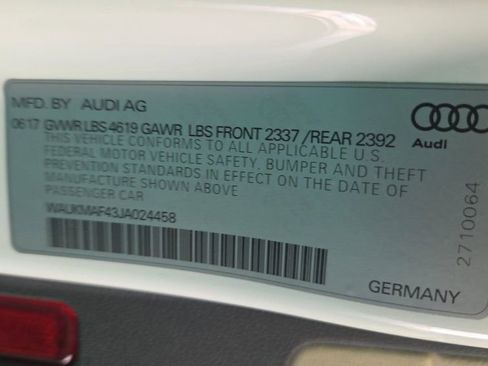 MFD. BY AUDI AG
0617 GVWR LBS 4619 GAWR LBS FRONT 2337 /REAR 2392
THIS VEHICLE CONFORMS TO ALL APPLICABLE U.S.
FEDERAL MOTOR VEHICLE SAFETY, BUMPER AND THEFT
PREVENTION STANDARDS IN EFFECT ON THE DATE OF
MANUFACTURE SHOWN ABOVE
PASSENGER CAR
WAUKMAF43JA024458
Audi
2710064
GERMANY